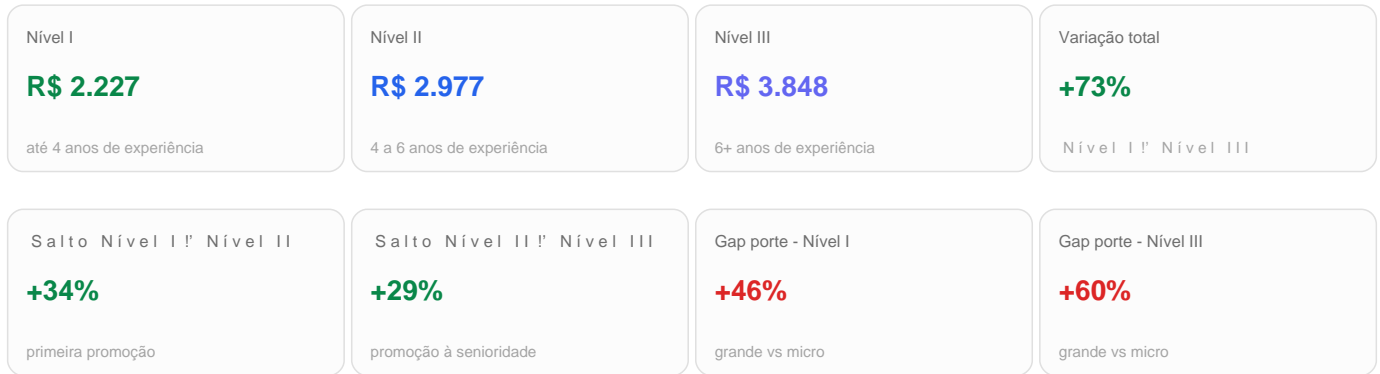 Nível I
R$ 2.227
até 4 anos de experiência
Nível II
R$ 2.977
4 a 6 anos de experiência
Nível III
R$ 3.848
6+ anos de experiência
Variação total
+73%
Nível I !’ Nível III
Salto Nível I !’ Nível II
+34%
primeira promoção
Salto Nível II !’ Nível III
+29%
promoção à senioridade
Gap porte - Nível I
+46%
grande vs micro
Gap porte - Nível III
+60%
grande vs micro